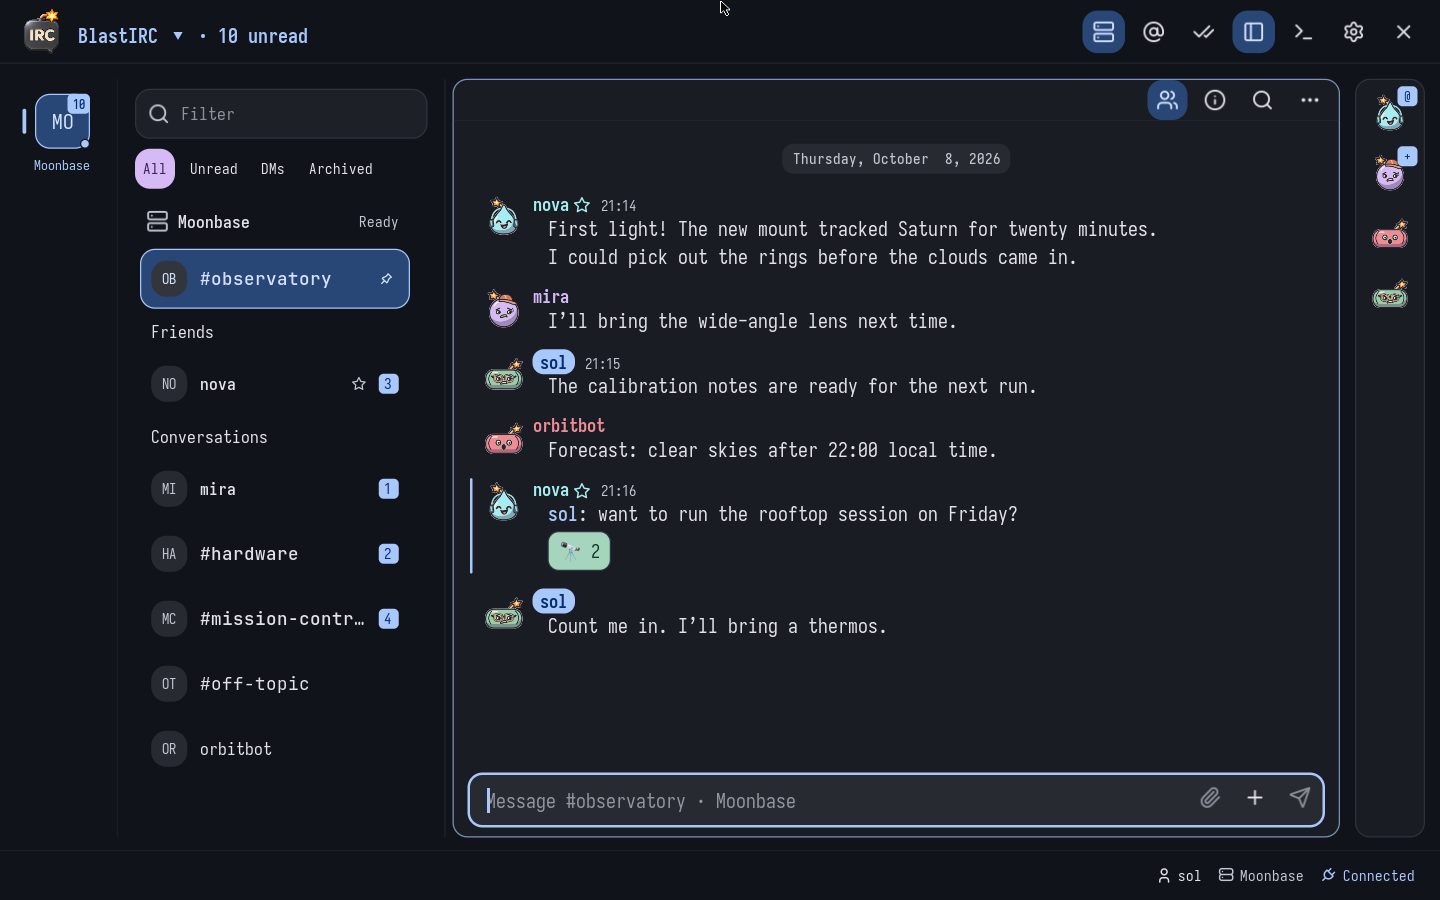 IRC
BlastIRC ▼ · 10 unread
10
MO
Moonbase
Filter
All Unread DMs Archived
Moonbase Ready
OB #observatory
Friends
NO nova 3
Conversations
MI mira 1
HA #hardware 2
MC #mission-contr… 4
OT #off-topic
OR orbitbot
Thursday, October  8, 2026
nova 21:14
First light! The new mount tracked Saturn for twenty minutes.
I could pick out the rings before the clouds came in.
mira
I’ll bring the wide-angle lens next time.
sol 21:15
The calibration notes are ready for the next run.
orbitbot
Forecast: clear skies after 22:00 local time.
nova 21:16
sol: want to run the rooftop session on Friday?
2
sol
Count me in. I’ll bring a thermos.
Message #observatory · Moonbase
@
+
sol Moonbase Connected